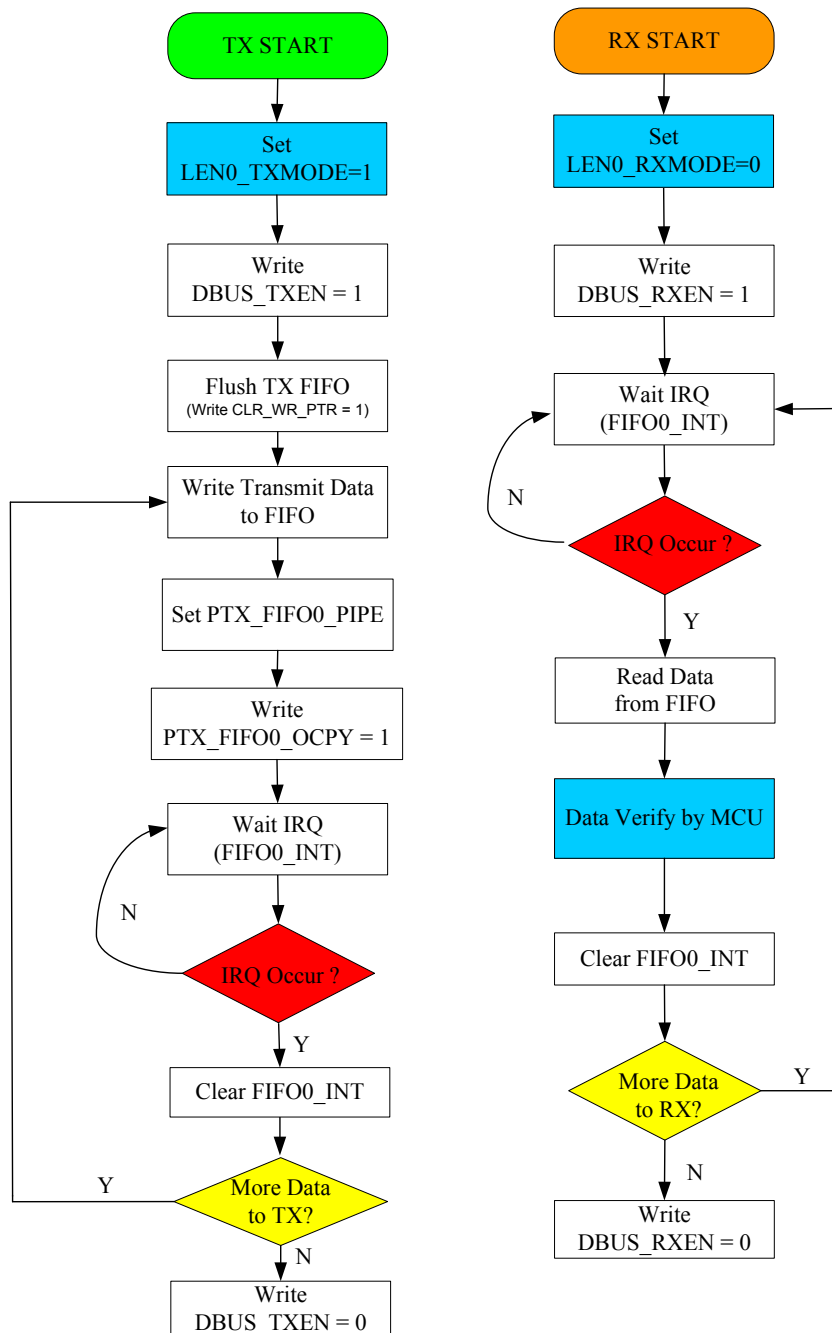 TX START
Set
LEN0_TXMODE=1
Write
DBUS_TXEN = 1
Flush TX FIFO
(Write CLR_WR_PTR = 1)
Write Transmit Data
to FIFO
Set PTX_FIFO0_PIPE
Write
PTX_FIFO0_OCPY = 1
Wait IRQ
(FIFO0_INT)
N
IRQ Occur ?
Y
Clear FIFO0_INT
Y
More Data
to TX?
N
Write
DBUS_TXEN = 0
RX START
Set
LEN0_RXMODE=0
Write
DBUS_RXEN = 1
Wait IRQ
(FIFO0_INT)
N
IRQ Occur ?
Y
Read Data
from FIFO
Data Verify by MCU
Clear FIFO0_INT
More Data
to RX?
Y
N
Write
DBUS_RXEN = 0